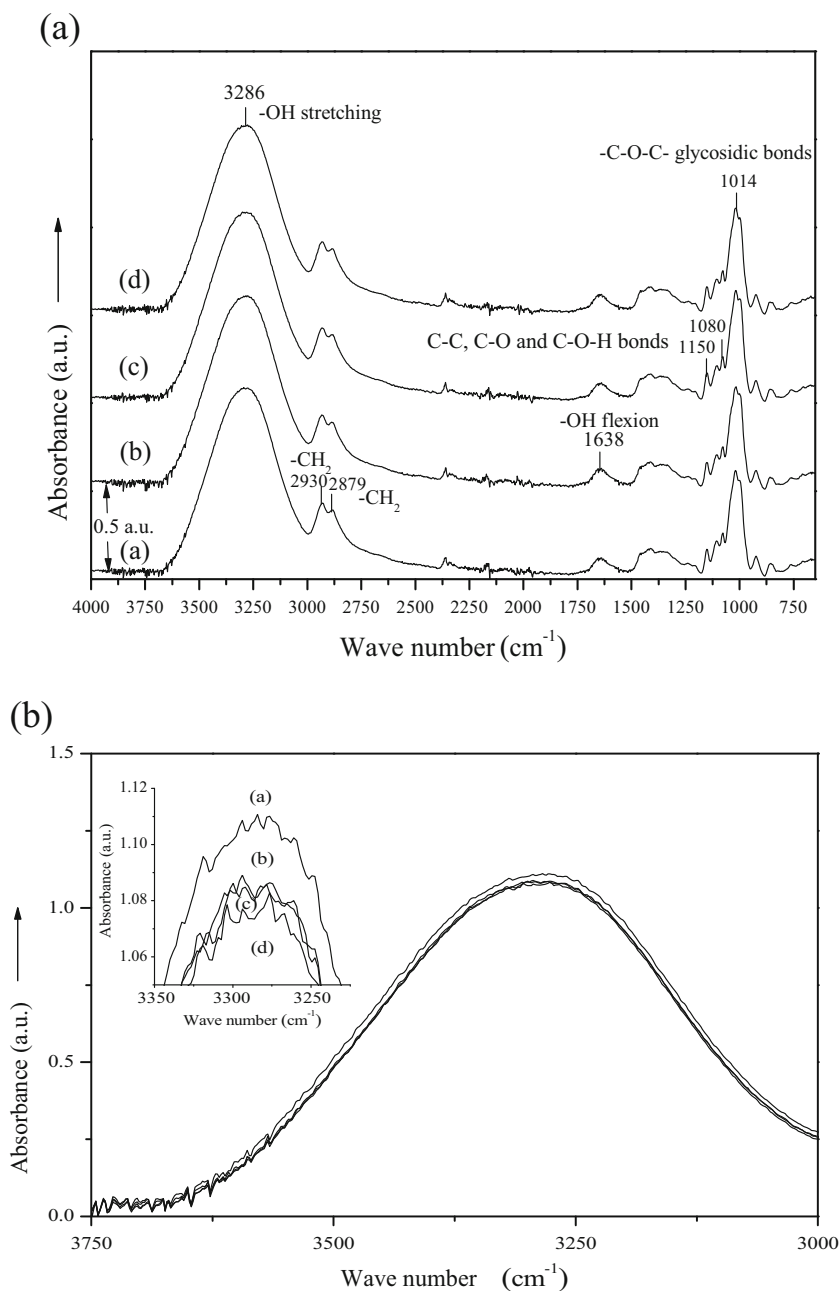 (a)
3286
-OH stretching
-C-O-C- glycosidic bonds
1014
(d)
(c)
C-C, C-O and C-O-H bonds
1080
1150
(b)
-OH flexion
1638
-CH2
2930
2879
-CH2
0.5 a.u.
(a)
Absorbance (a.u.)
4000 3750 3500 3250 3000 2750 2500 2250 2000 1750 1500 1250 1000 750
Wave number (cm-1)
(b)
1.5
1.0
0.5
0.0
Absorbance (a.u.)
1.12
1.10
1.08
1.06
Absorbance (a.u.)
(a)
(b)
(c)
(d)
3350 3300 3250
Wave number (cm-1)
3750 3500 3250 3000
Wave number (cm-1)